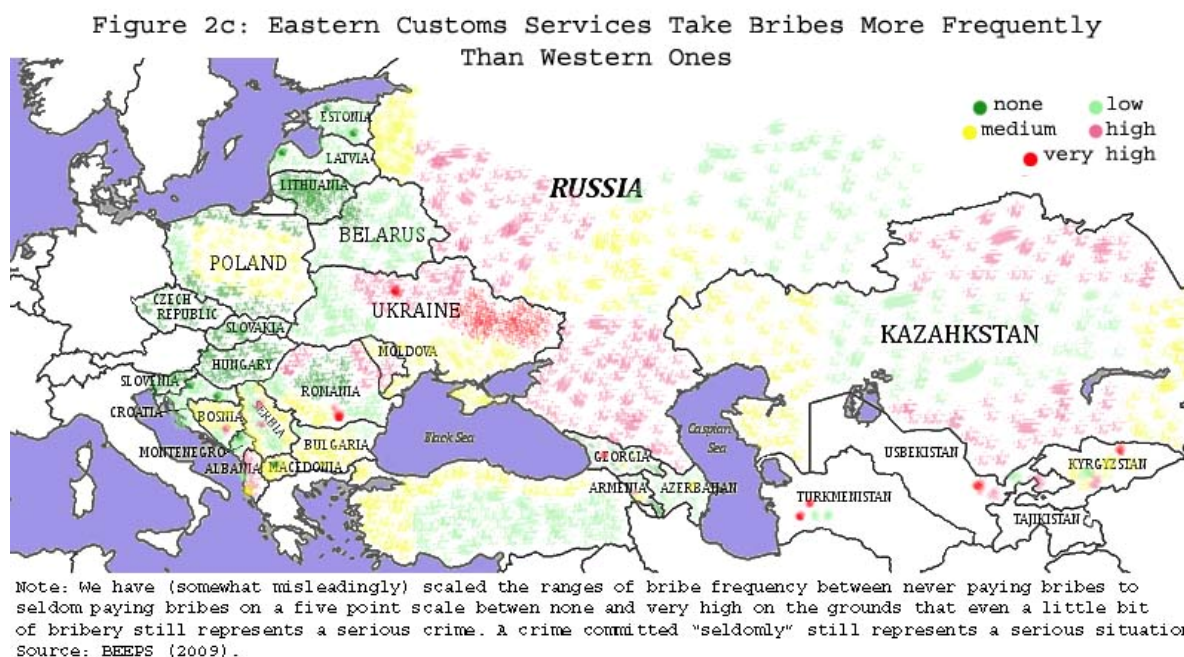 Figure 2c: Eastern Customs Services Take Bribes More Frequently
Than Western Ones
none
low
medium
high
very high
ESTONIA
LATVIA
LITHUANIA
RUSSIA
BELARUS
POLAND
CZECH
REPUBLIC
SLOVAKIA
UKRAINE
KAZAHKSTAN
MOLDOVA
HUNGARY
SLOVENIA
ROMANIA
CROATIA
BOSNIA
SERBIA
BULGARIA
Black Sea
Caspian
Sea
USBEKISTAN
MONTENEGRO
ALBANIA
MACEDONIA
GEORGIA
KYRGYZSTAN
ARMENIA
AZERBAIJAN
TURKMENISTAN
TAJIKISTAN
Note: We have (somewhat misleadingly) scaled the ranges of bribe frequency between never paying bribes to
seldom paying bribes on a five point scale betwen none and very high on the grounds that even a little bit
of bribery still represents a serious crime. A crime committed "seldomly" still represents a serious situation
Source: BEEPS (2009).